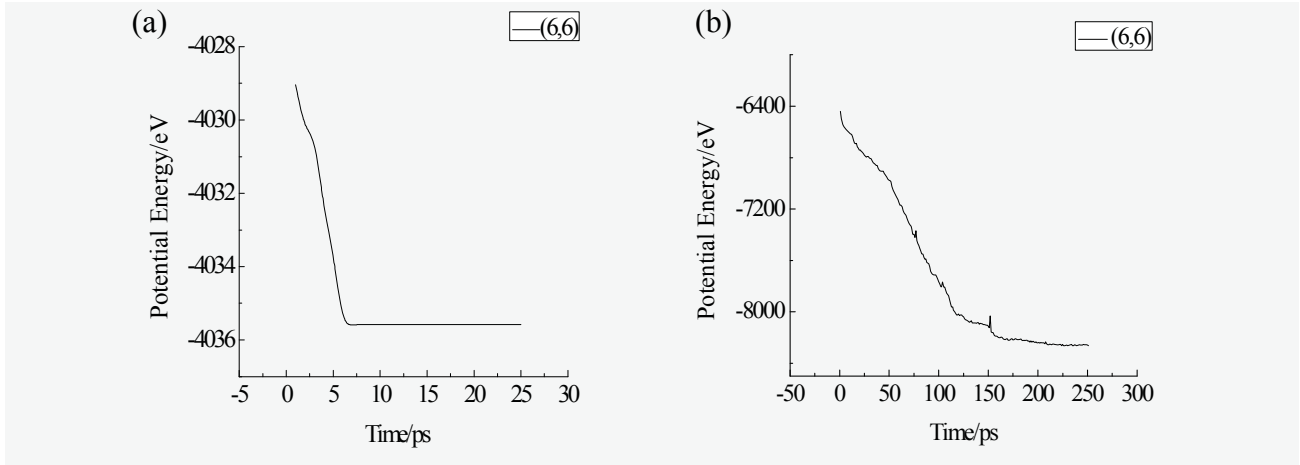 (a)
(6,6)
-4028
-4030
-4032
-4034
-4036
Potential Energy/eV
-5 0 5 10 15 20 25 30
Time/ps
(b)
(6,6)
-6400
-7200
-8000
Potential Energy/eV
-50 0 50 100 150 200 250 300
Time/ps